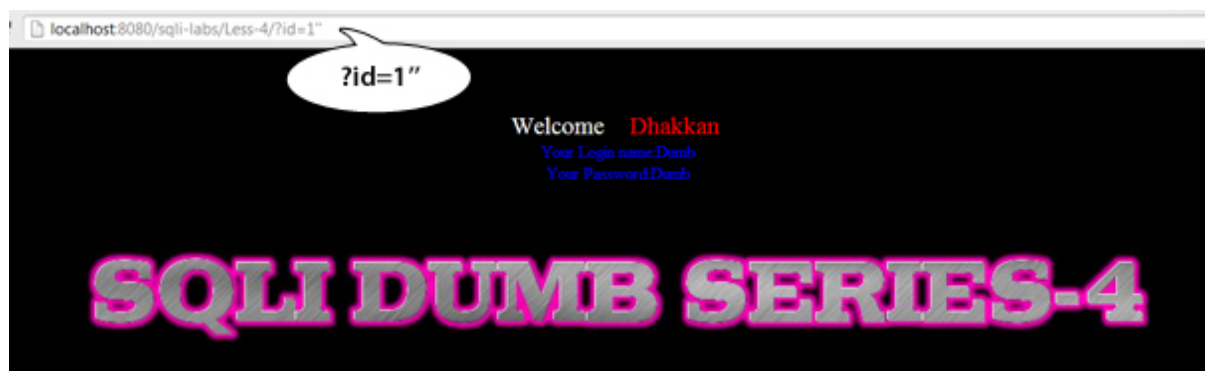 localhost:8080/sqli-labs/Less-4/?id=1"
?id=1”
Welcome Dhakkan
Your Login name:Dumb
Your Password:Dumb
SQLI DUMB SERIES-4